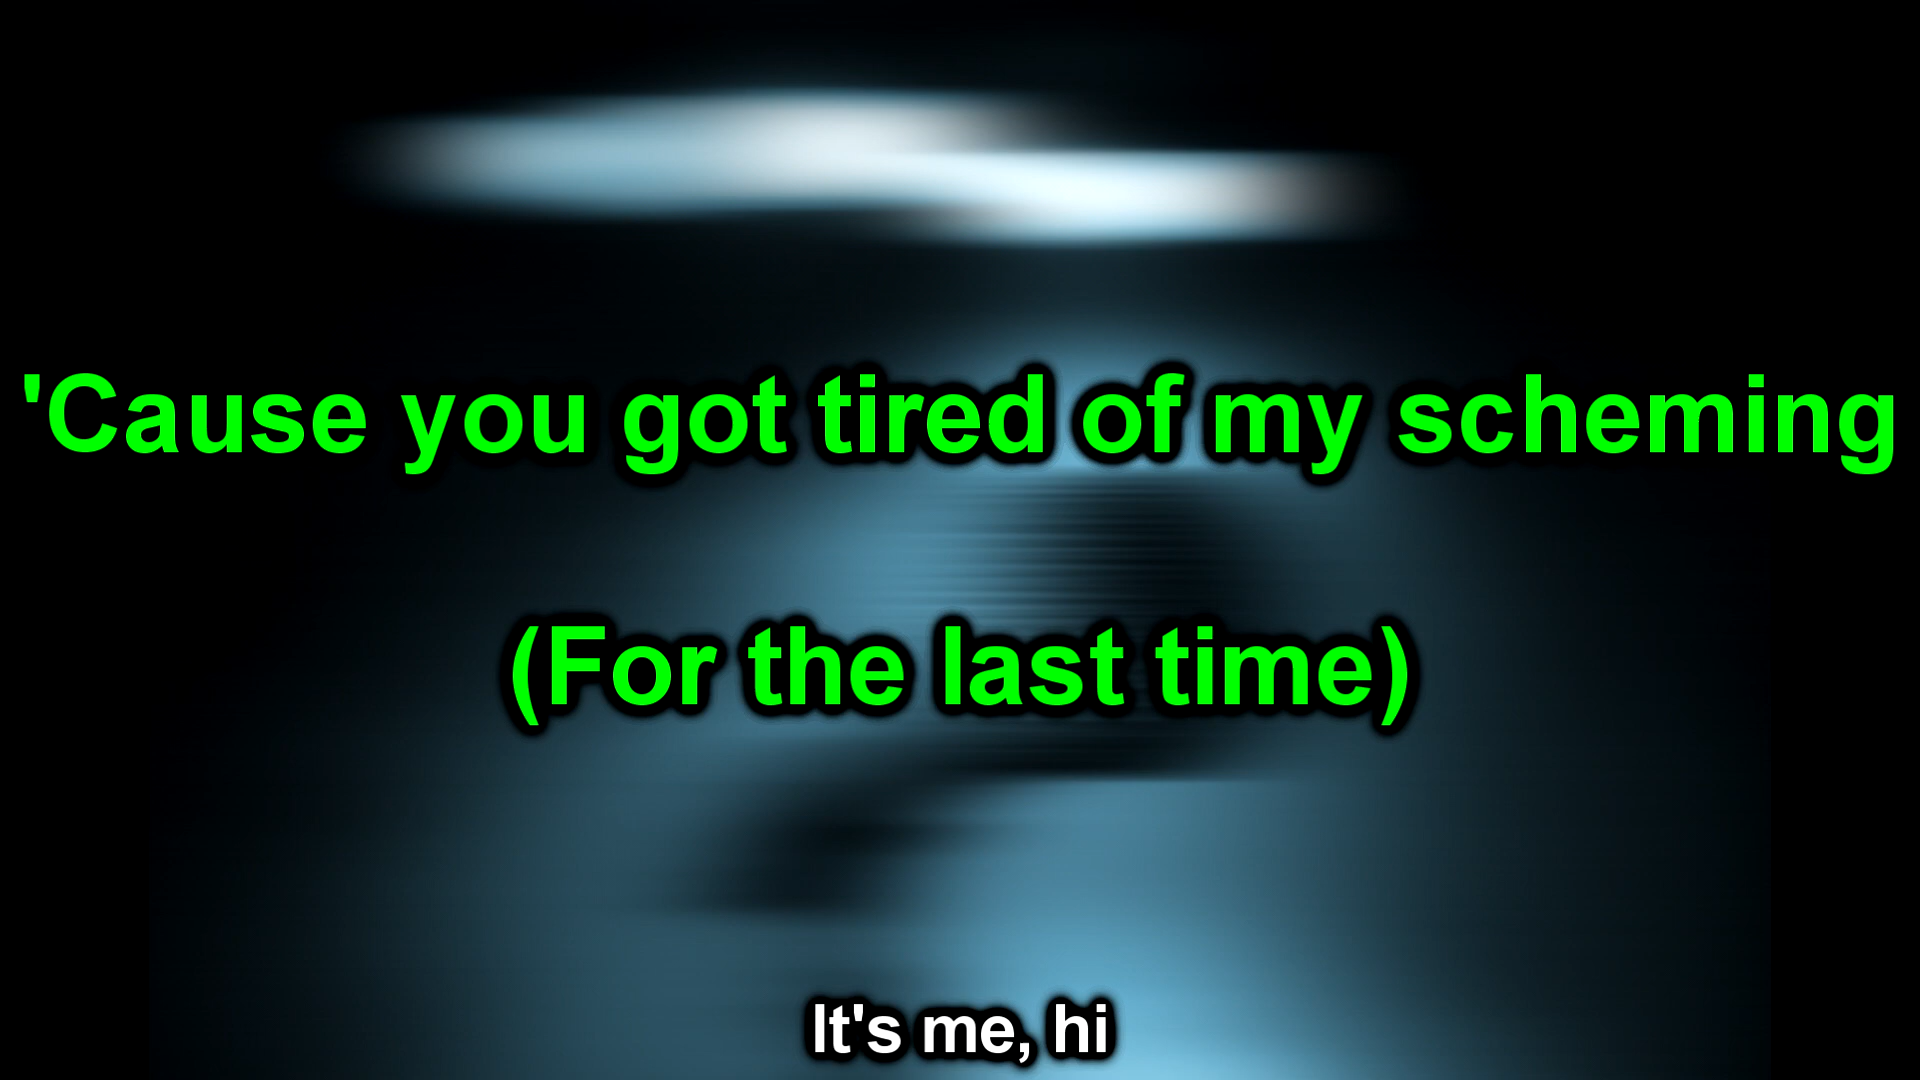 'Cause you got tired of my scheming
(For the last time)
It's me, hi